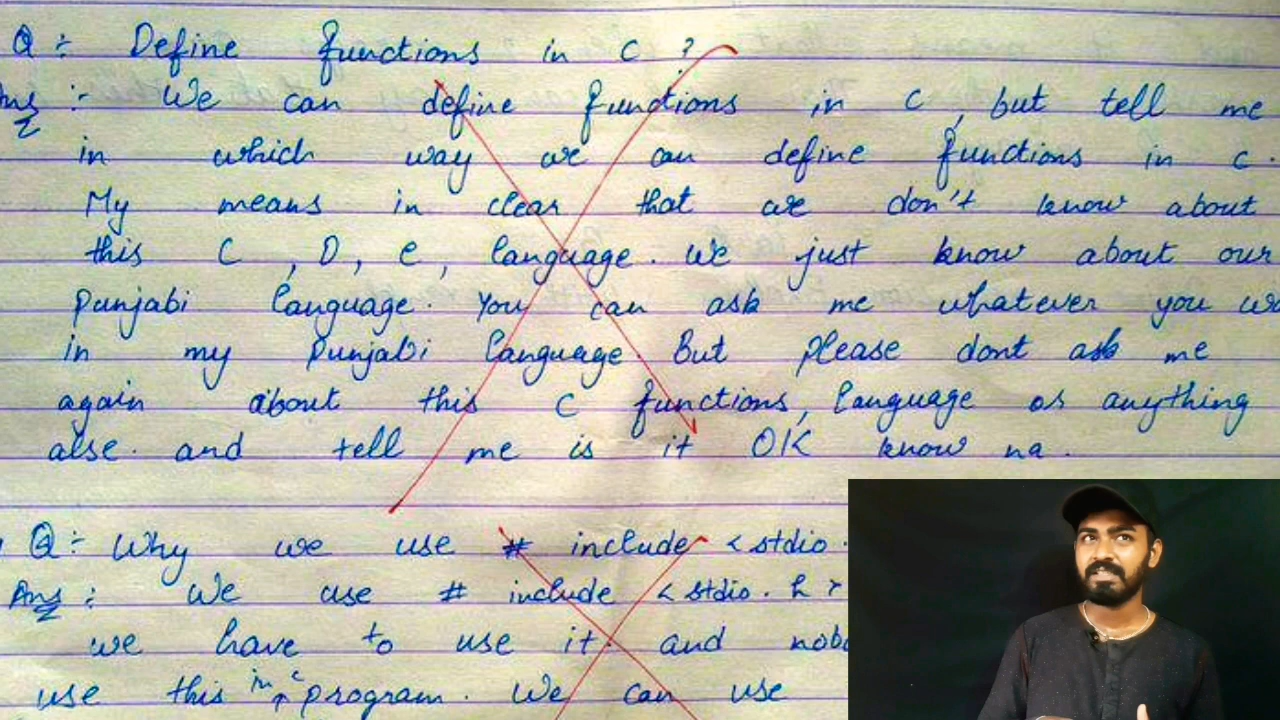 Q :- Define functions in C ?
Ans :- We can define functions in C, but tell me
in which way we can define functions in C.
My means in clear that we don't know about
this C, D, e, language. We just know about our
Punjabi language. You can ask me whatever you
in my Punjabi language. But please dont ask me
again about this C functions, language or anything
alse. and tell me is it OK know na.
Q :- Why we use # include <stdio.
Ans :- We use # include <stdio.h>
we have to use it and
use this in C program. We can use